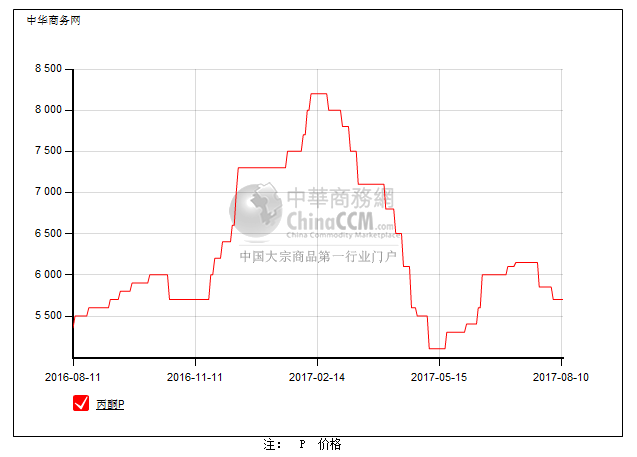 中华商务网
8 500
8 000
7 500
7 000
6 500
6 000
5 500
中華商務網
ChinaCCM.com
China Commodity Marketplace
中国大宗商品第一行业门户
2016-08-11 2016-11-11 2017-02-14 2017-05-15 2017-08-10
丙酮P
注： P 价格